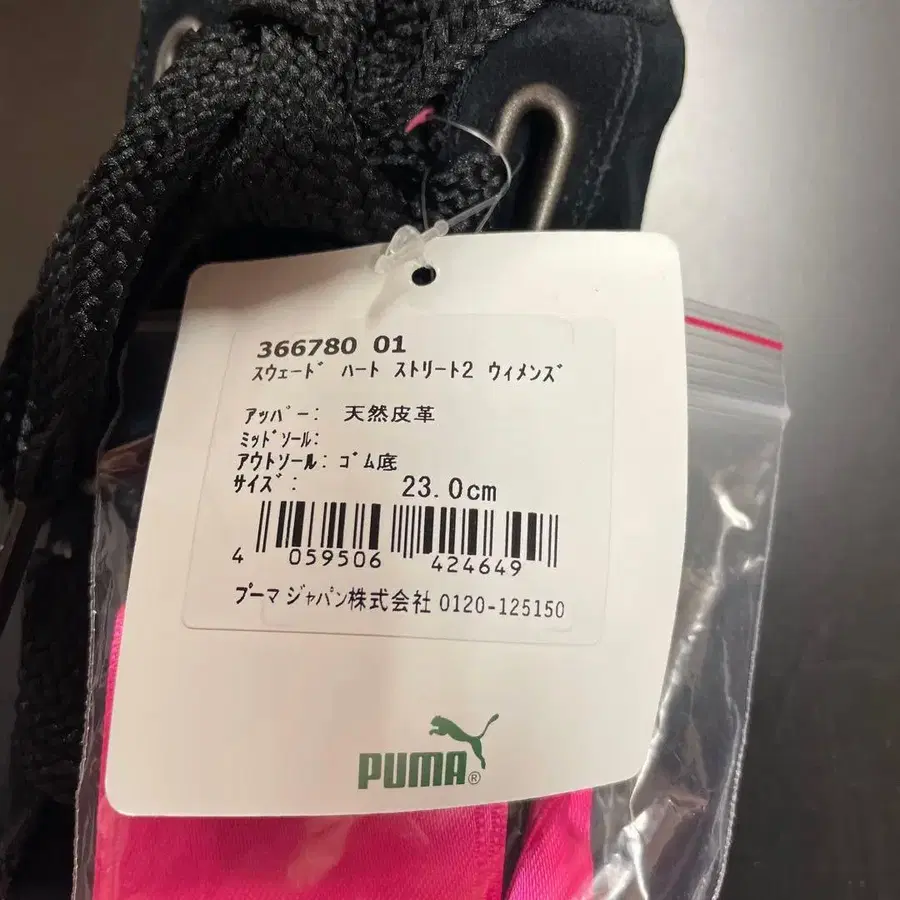 366780 01
ｽｳｪｰﾄﾞ ﾊｰﾄ ｽﾄﾘｰﾄ2 ｳｨﾒﾝｽﾞ
ｱｯﾊﾟｰ: 天然皮革
ﾐｯﾄﾞｿｰﾙ:
ｱｳﾄｿｰﾙ: ｺﾞﾑ底
ｻｲｽﾞ: 23.0cm
4 059506 424649
プーマ ジャパン株式会社 0120-125150
PUMA®